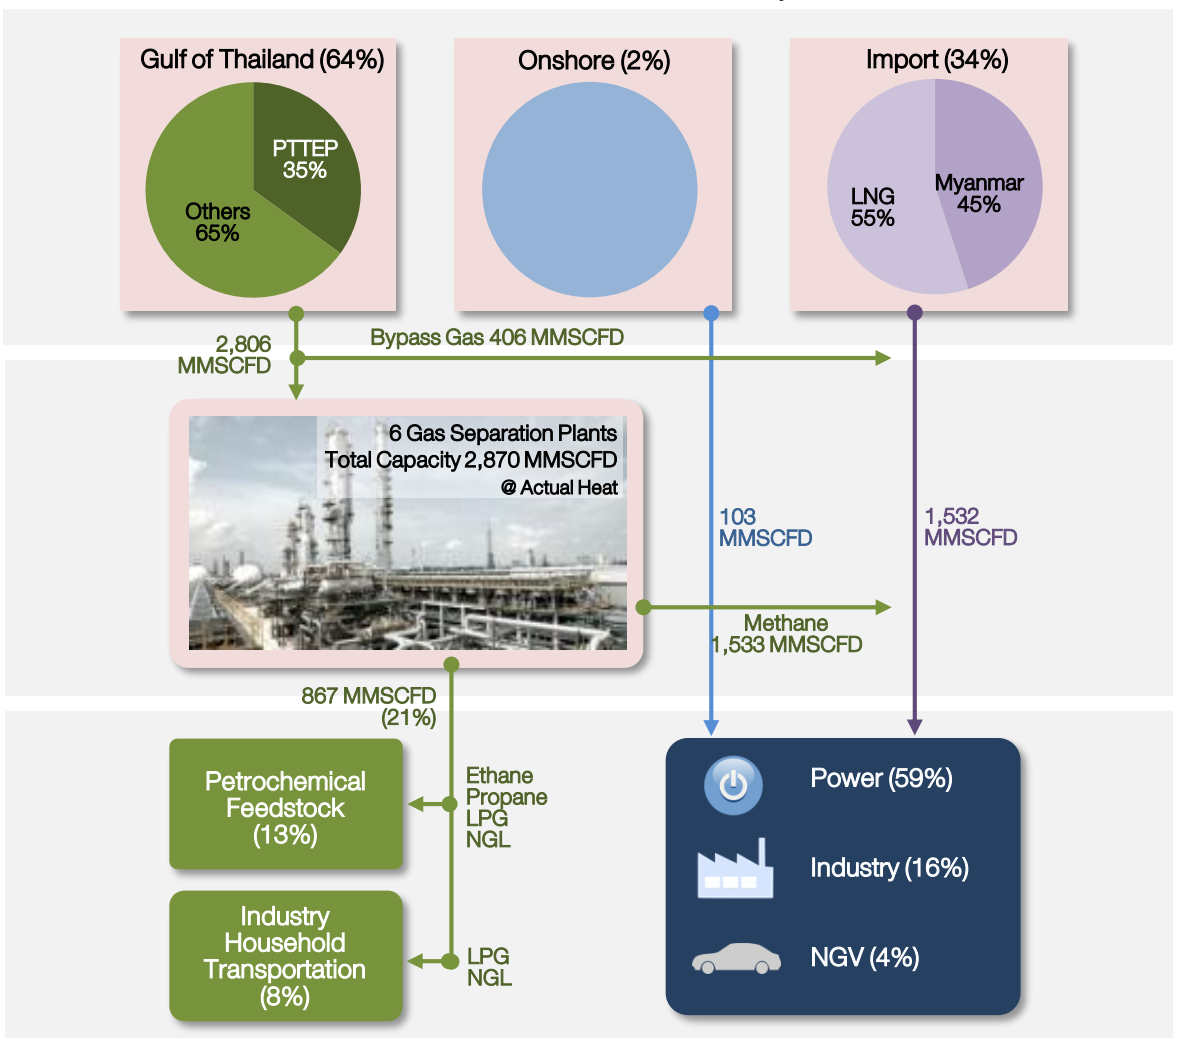 Gulf of Thailand (64%)
PTTEP
35%
Others
65%
Onshore (2%)
Import (34%)
LNG
55%
Myanmar
45%
2,806
MMSCFD
Bypass Gas 406 MMSCFD
6 Gas Separation Plants
Total Capacity 2,870 MMSCFD
@ Actual Heat
103
MMSCFD
1,532
MMSCFD
Methane
1,533 MMSCFD
867 MMSCFD
(21%)
Petrochemical
Feedstock
(13%)
Ethane
Propane
LPG
NGL
Industry
Household
Transportation
(8%)
LPG
NGL
Power (59%)
Industry (16%)
NGV (4%)